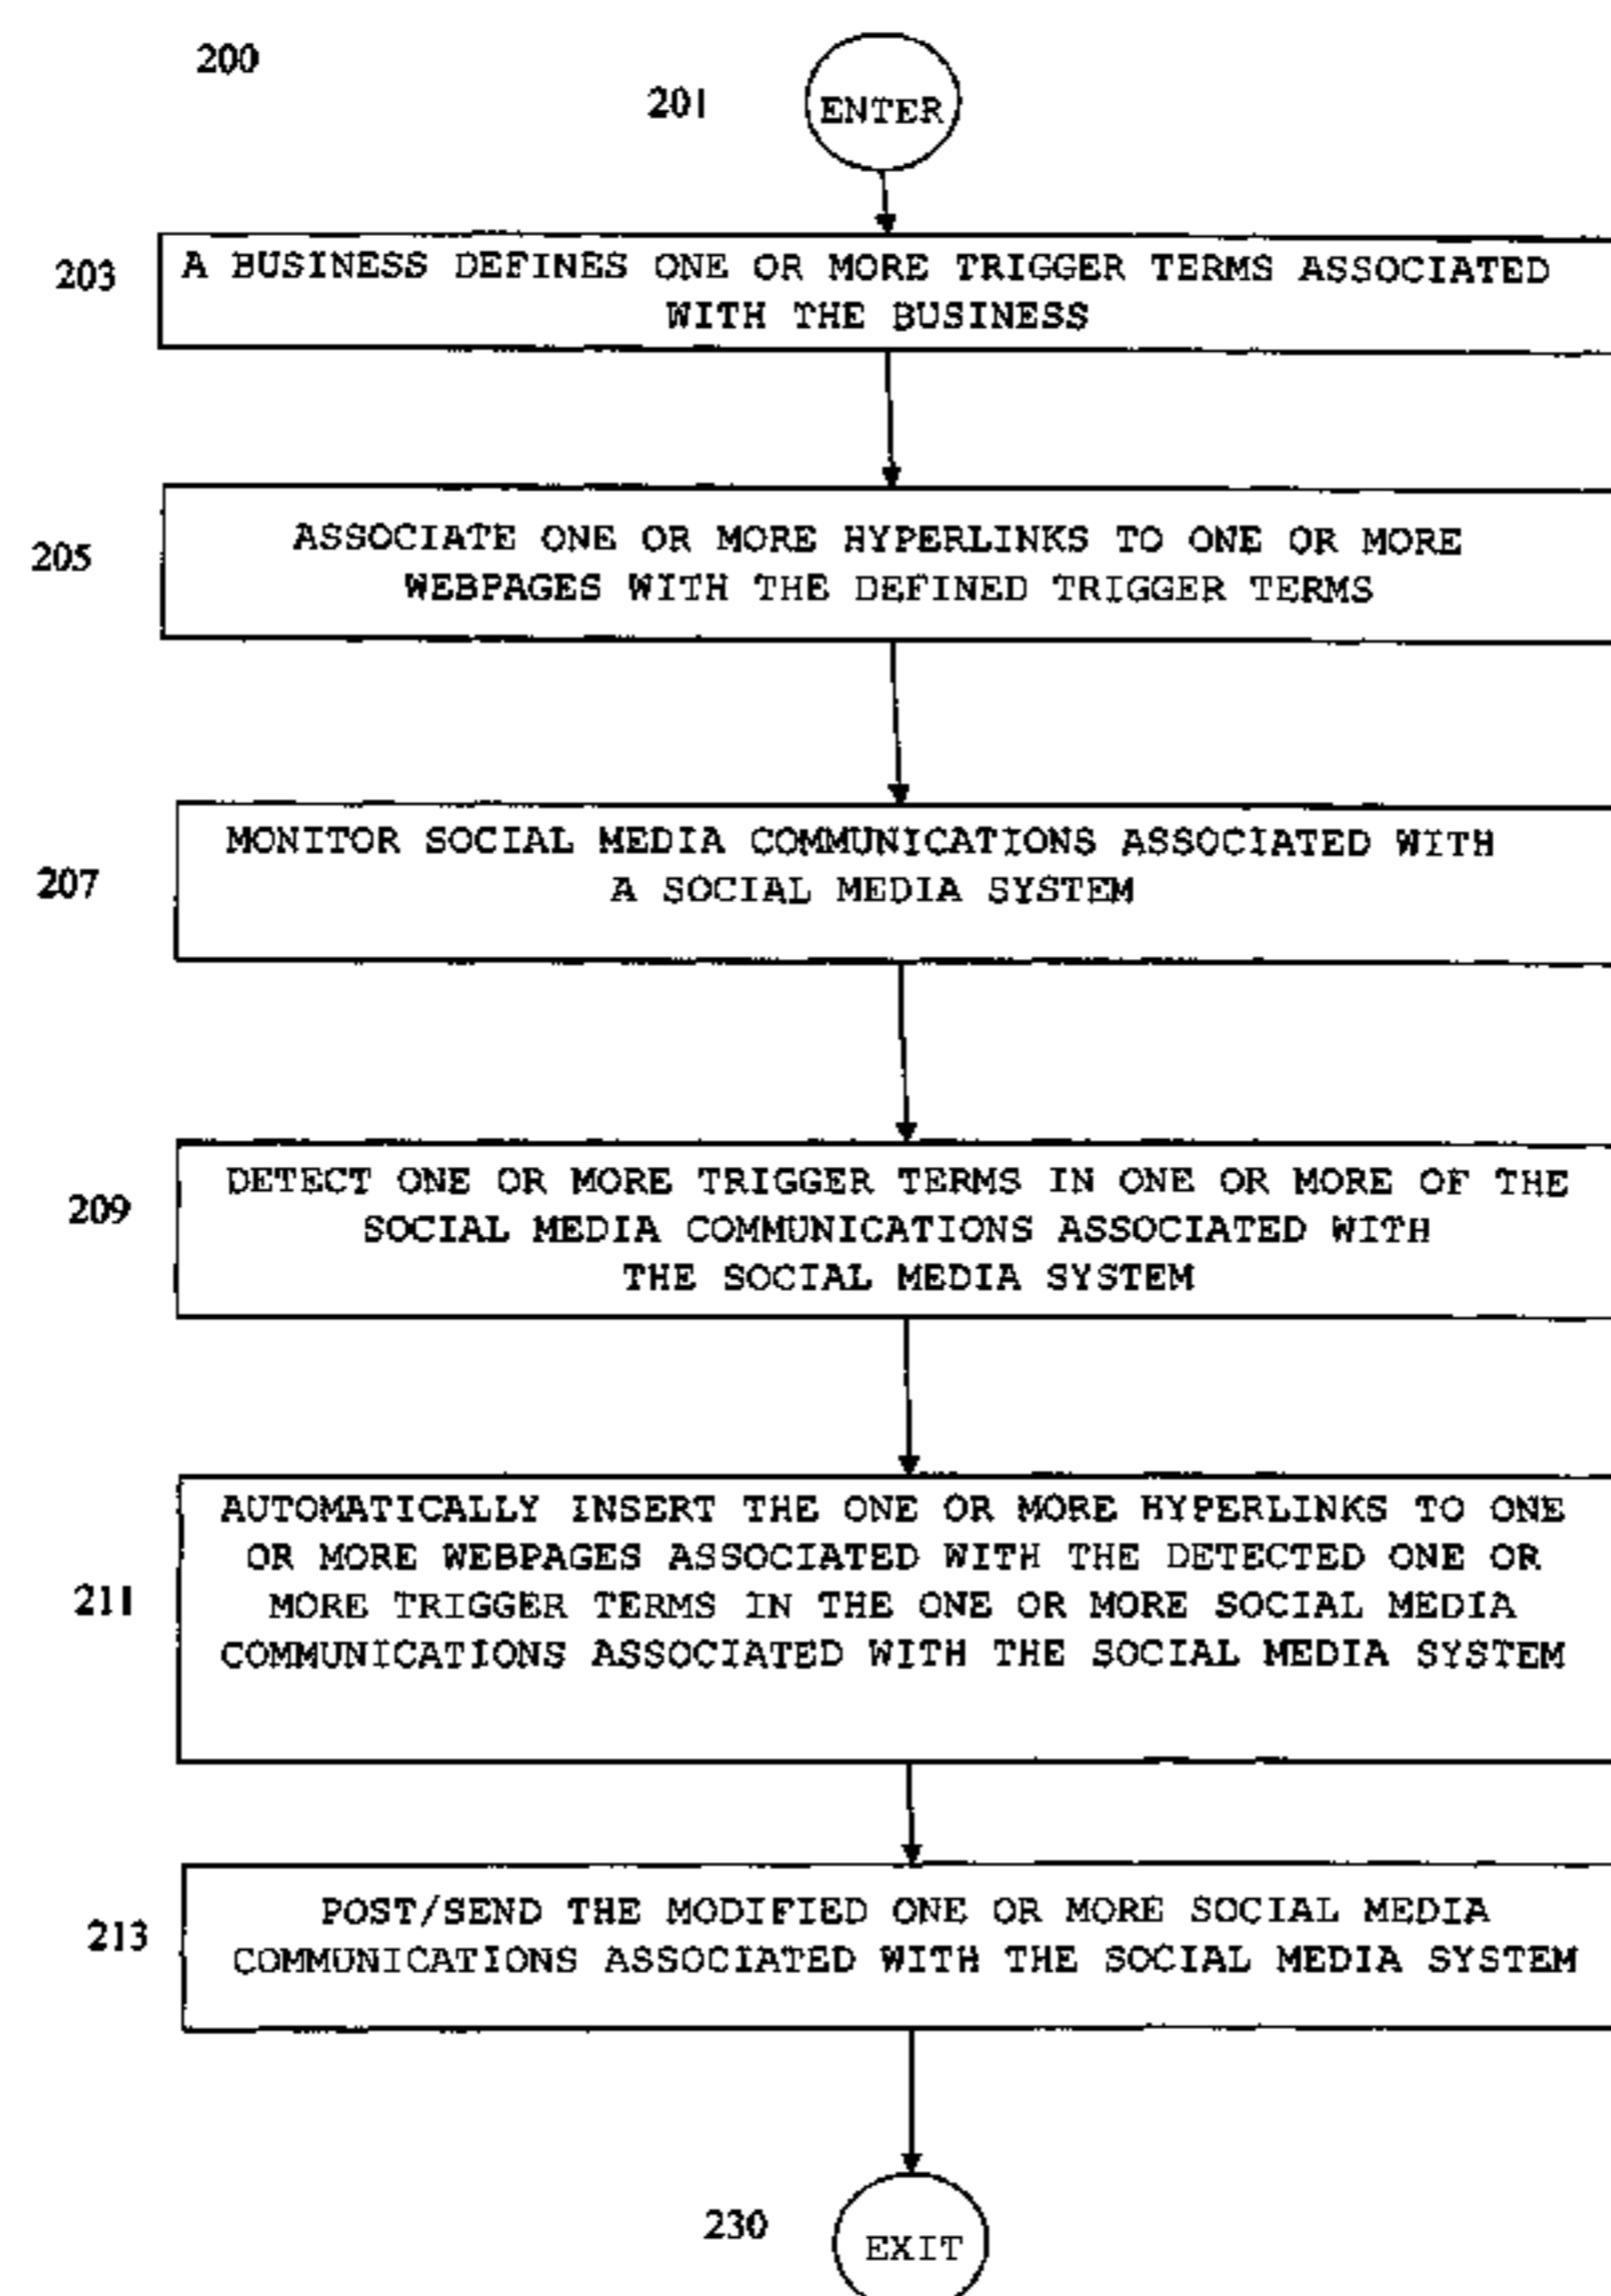 200
201
ENTER
203
A BUSINESS DEFINES ONE OR MORE TRIGGER TERMS ASSOCIATED
WITH THE BUSINESS
205
ASSOCIATE ONE OR MORE HYPERLINKS TO ONE OR MORE
WEBPAGES WITH THE DEFINED TRIGGER TERMS
207
MONITOR SOCIAL MEDIA COMMUNICATIONS ASSOCIATED WITH
A SOCIAL MEDIA SYSTEM
209
DETECT ONE OR MORE TRIGGER TERMS IN ONE OR MORE OF THE
SOCIAL MEDIA COMMUNICATIONS ASSOCIATED WITH
THE SOCIAL MEDIA SYSTEM
211
AUTOMATICALLY INSERT THE ONE OR MORE HYPERLINKS TO ONE
OR MORE WEBPAGES ASSOCIATED WITH THE DETECTED ONE OR
MORE TRIGGER TERMS IN THE ONE OR MORE SOCIAL MEDIA
COMMUNICATIONS ASSOCIATED WITH THE SOCIAL MEDIA SYSTEM
213
POST/SEND THE MODIFIED ONE OR MORE SOCIAL MEDIA
COMMUNICATIONS ASSOCIATED WITH THE SOCIAL MEDIA SYSTEM
230
EXIT